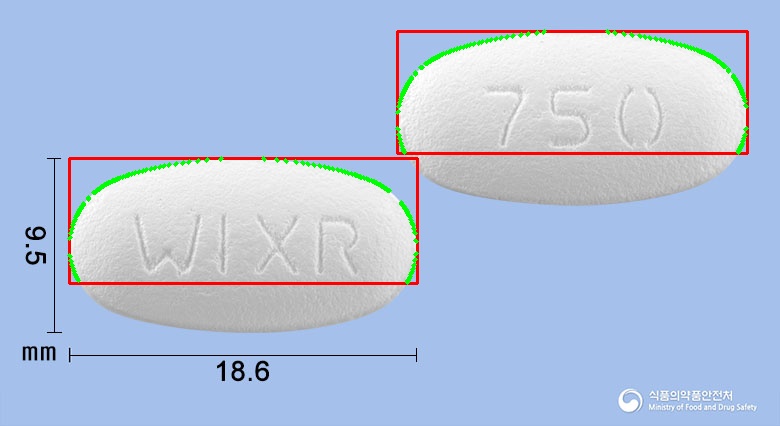 750
WIXR
9.5
mm
18.6
식품의약품안전처
Ministry of Food and Drug Safety